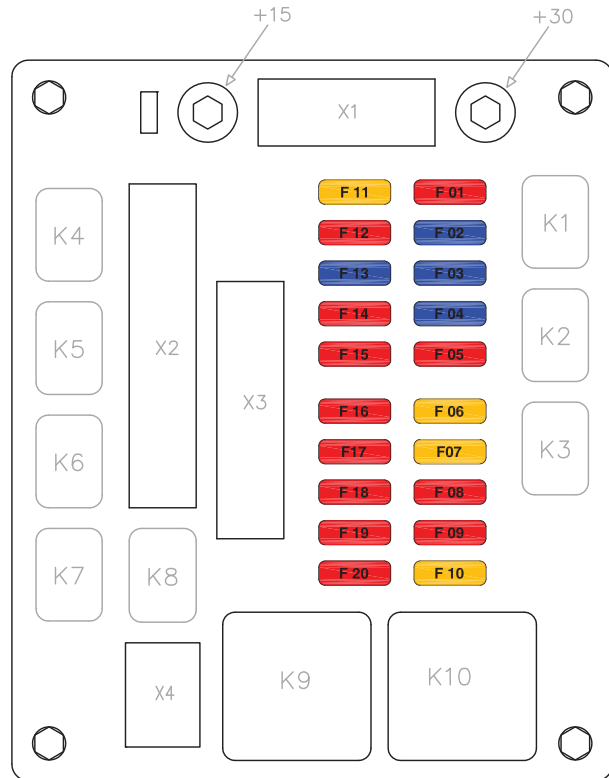 +15
+30
X1
F 11
F 01
K4
K1
F 12
F 02
F 13
F 03
F 14
F 04
K5
K2
X2
F 15
F 05
X3
F 16
F 06
K6
K3
F17
F07
F 18
F 08
F 19
F 09
K7
K8
F 20
F 10
X4
K9
K10